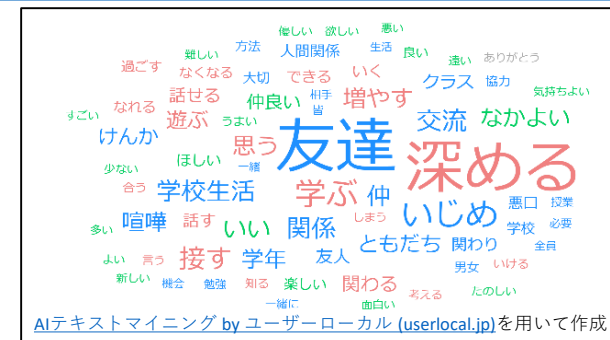 優しい 欲しい 悪い
難しい 方法 人間関係 生活 良い 遠い ありがとう
過ごす なくなる 大切 できる いく クラス 協力 気持ちよい
すごい なれる 話せる 仲良い 相手 増やす
皆
けんか 遊ぶ うまい 思う 友達 交流 なかよい
少ない ほしい 一緒 深める
合う 学校生活 学ぶ 仲 いじめ 悪口 授業
多い 喧嘩 話す いい 関係 しまう 学校 必要
よい 言う 接す 学年 友人 ともだち 関わり 男女 全員
新しい 機会 勉強 知る 楽しい 関わる いける
一緒に 面白い 考える たのしい
AIテキストマイニング by ユーザーローカル (userlocal.jp)を用いて作成